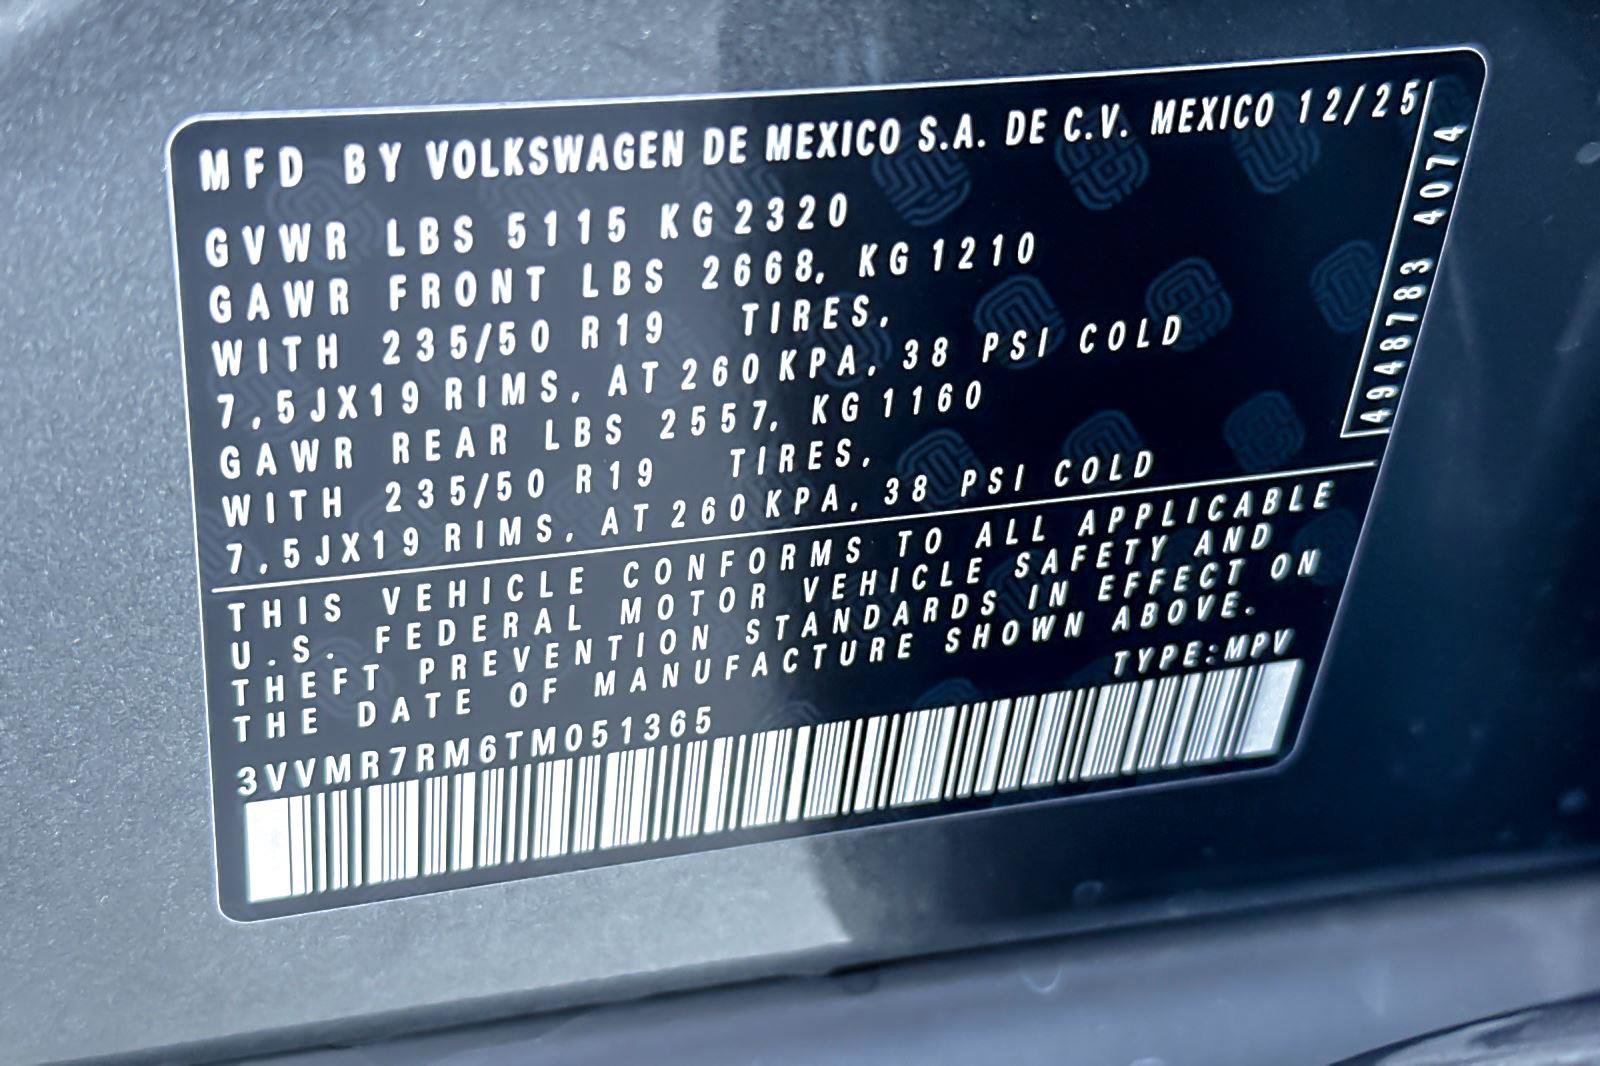 MFD BY VOLKSWAGEN DE MEXICO S.A. DE C.V. MEXICO 12/25
GVWR LBS 5115 KG 2320
GAWR FRONT LBS 2668, KG 1210
WITH 235/50 R19 TIRES,
7,5JX19 RIMS, AT 260 KPA, 38 PSI COLD
GAWR REAR LBS 2557, KG 1160
WITH 235/50 R19 TIRES,
7,5JX19 RIMS, AT 260 KPA, 38 PSI COLD
4948783 4074
THIS VEHICLE CONFORMS TO ALL APPLICABLE
U.S. FEDERAL MOTOR VEHICLE SAFETY AND
THEFT PREVENTION STANDARDS IN EFFECT ON
THE DATE OF MANUFACTURE SHOWN ABOVE.
TYPE:MPV
3VVMR7RM6TM051365